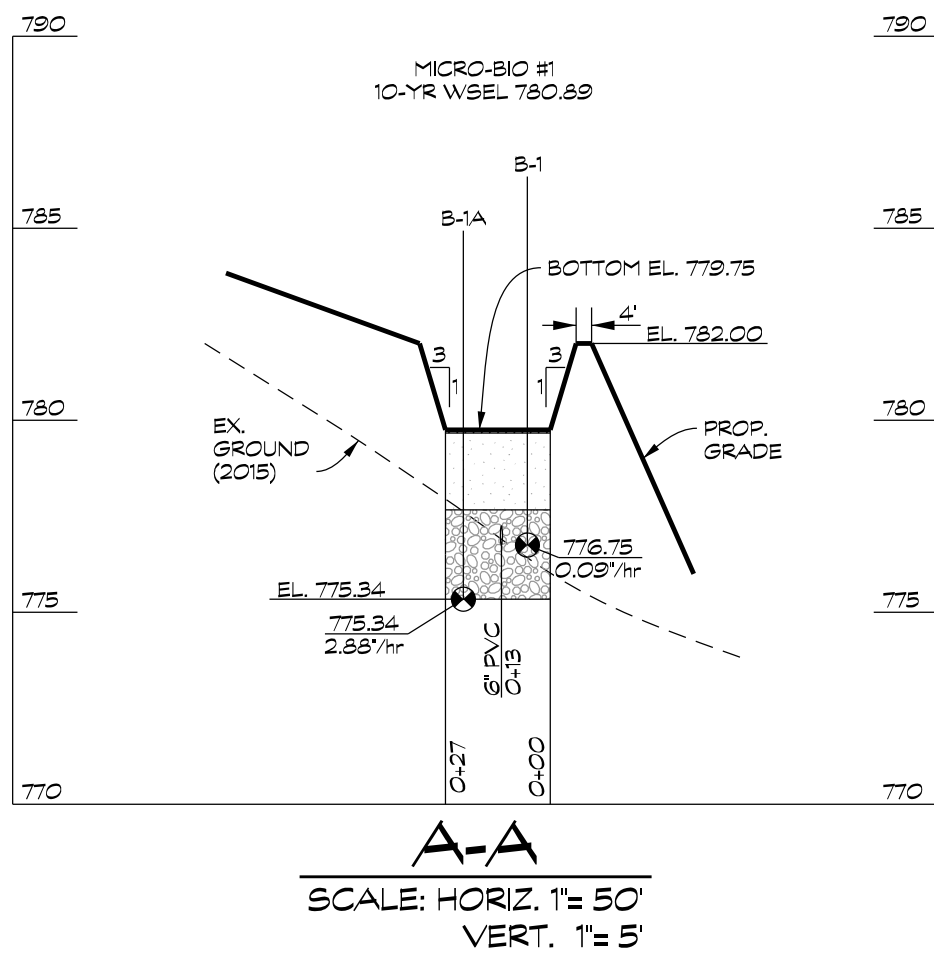 790
790
MICRO-BIO #1
10-YR WSEL 780.89
B-1
B-1A
785
785
BOTTOM EL. 779.75
4'
EL. 782.00
3
1
3
1
780
780
EX.
GROUND
(2015)
PROP.
GRADE
776.75
0.09"/hr
EL. 775.34
775
775
775.34
2.88"/hr
6" PVC
0+13
0+27
0+00
770
770
A-A
SCALE: HORIZ. 1"= 50'
VERT. 1"= 5'